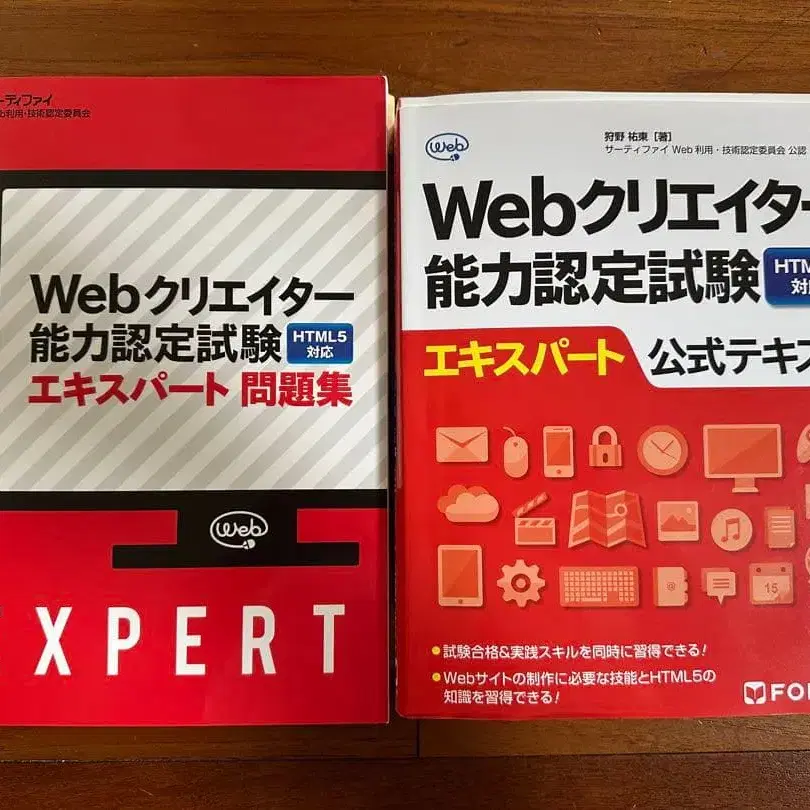 ーティファイ
b利用・技術認定委員会
Webクリエイター
能力認定試験
HTML5
対応
エキスパート 問題集
Web
XPERT
Web
狩野 祐東［著］
サーティファイ Web 利用・技術認定委員会 公認
Webクリエイター
能力認定試験
HTM
対応
エキスパート
公式テキス
15
●試験合格&実践スキルを同時に習得できる!
●Webサイトの制作に必要な技能とHTML5の
知識を習得できる!
FO